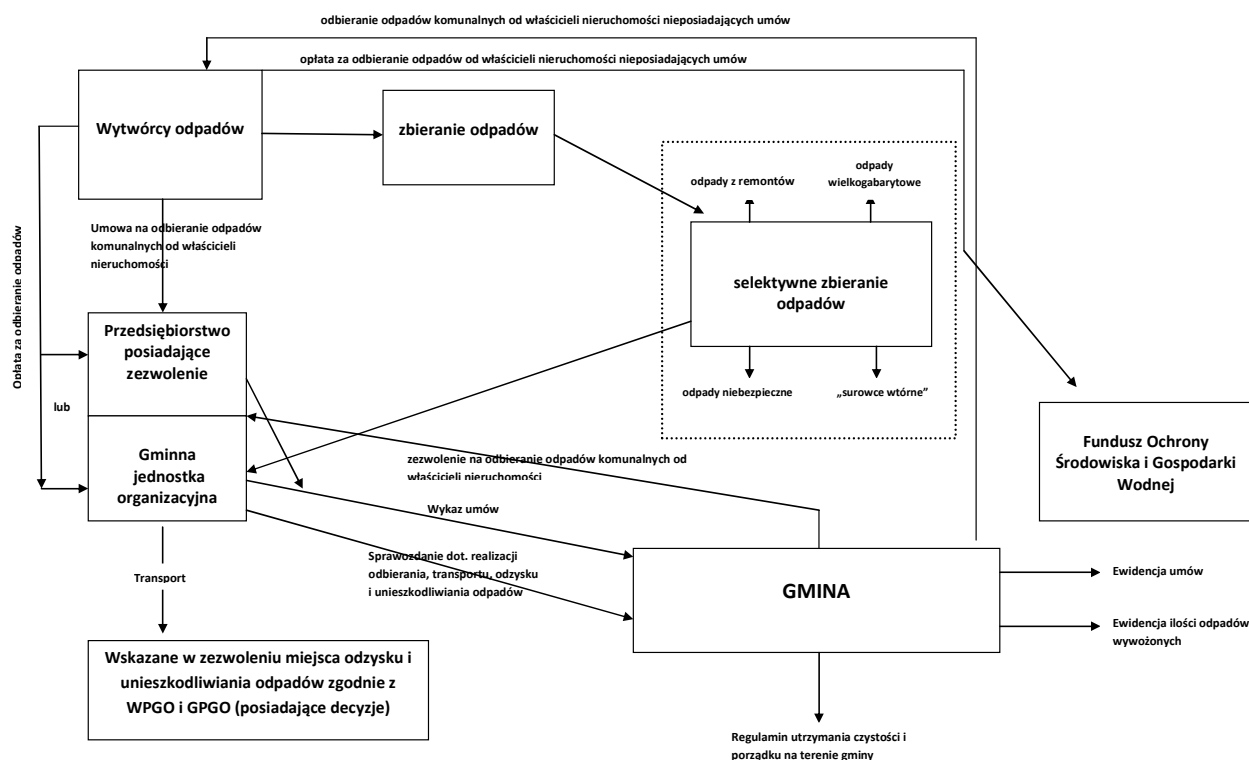 odbieranie odpadów komunalnych od właścicieli nieruchomości nieposiadających umów
opłata za odbieranie odpadów od właścicieli nieruchomości nieposiadających umów
Wytwórcy odpadów
zbieranie odpadów
odpady z remontów
odpady
wielkogabarytowe
selektywne zbieranie
odpadów
odpady niebezpieczne
„surowce wtórne”
Opłata za odbieranie odpadów
Umowa na odbieranie odpadów
komunalnych od właścicieli
nieruchomości
Przedsiębiorstwo
posiadające
zezwolenie
lub
Gminna
jednostka
organizacyjna
zezwolenie na odbieranie odpadów komunalnych od
właścicieli nieruchomości
Fundusz Ochrony
Środowiska i Gospodarki
Wodnej
Wykaz umów
Sprawozdanie dot. realizacji
odbierania, transportu, odzysku
i unieszkodliwiania odpadów
Transport
GMINA
Ewidencja umów
Ewidencja ilości odpadów
wywożonych
Wskazane w zezwoleniu miejsca odzysku i
unieszkodliwiania odpadów zgodnie z
WPGO i GPGO (posiadające decyzje)
Regulamin utrzymania czystości i
porządku na terenie gminy